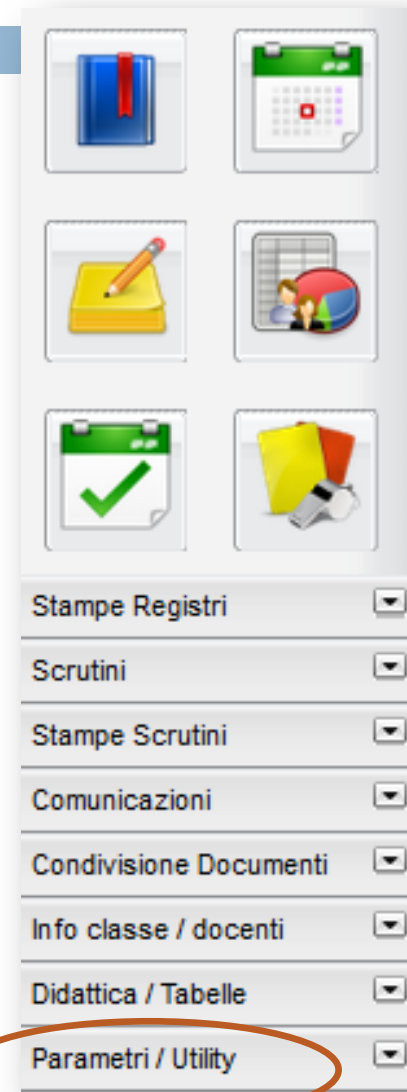 Stampe Registri
Scrutini
Stampe Scrutini
Comunicazioni
Condivisione Documenti
Info classe / docenti
Didattica / Tabelle
Parametri / Utility